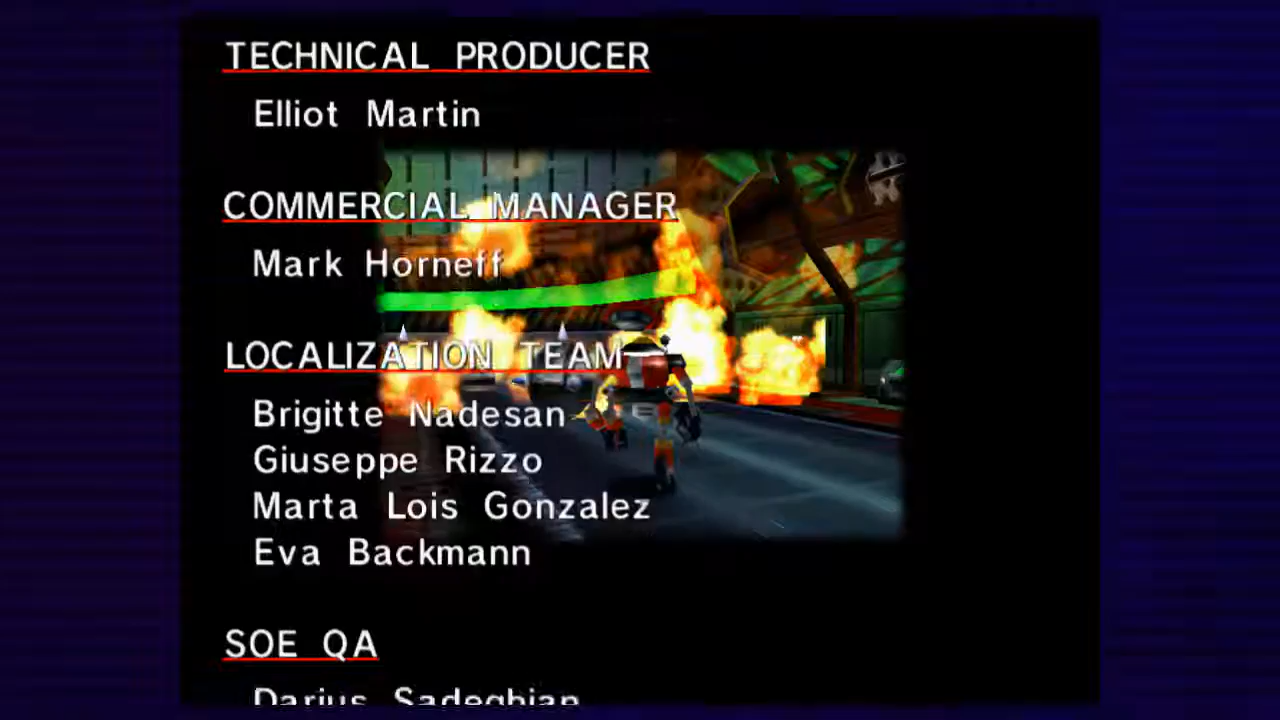 TECHNICAL PRODUCER
Elliot Martin
COMMERCIAL MANAGER
Mark Horneff
LOCALIZATION TEAM
Brigitte Nadesan
Giuseppe Rizzo
Marta Lois Gonzalez
Eva Backmann
SOE QA
Darius Sadeghian